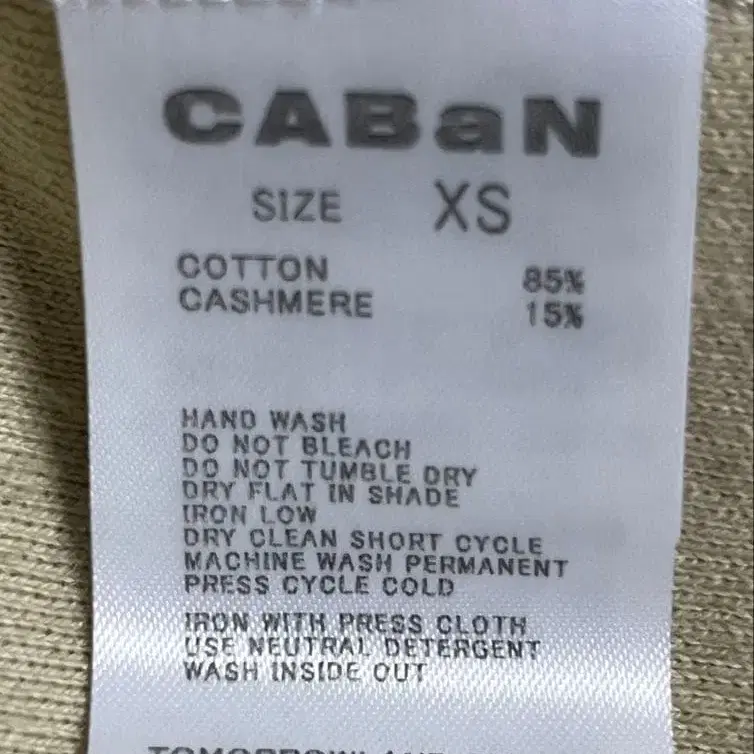 CABaN
SIZE XS
COTTON 85%
CASHMERE 15%
HAND WASH
DO NOT BLEACH
DO NOT TUMBLE DRY
DRY FLAT IN SHADE
IRON LOW
DRY CLEAN SHORT CYCLE
MACHINE WASH PERMANENT
PRESS CYCLE COLD
IRON WITH PRESS CLOTH
USE NEUTRAL DETERGENT
WASH INSIDE OUT